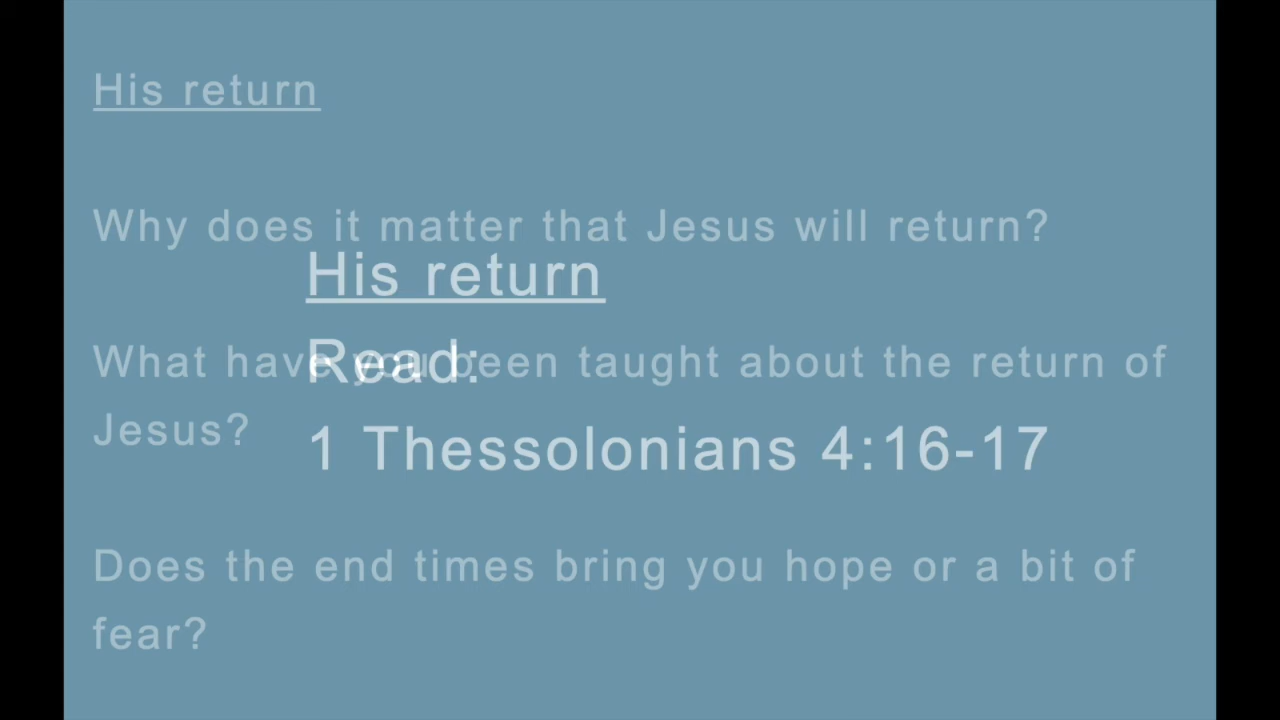 His return
Why does it matter that Jesus will return?
His return
Read:
What have you been taught about the return of
Jesus?
1 Thessolonians 4:16-17
Does the end times bring you hope or a bit of
fear?